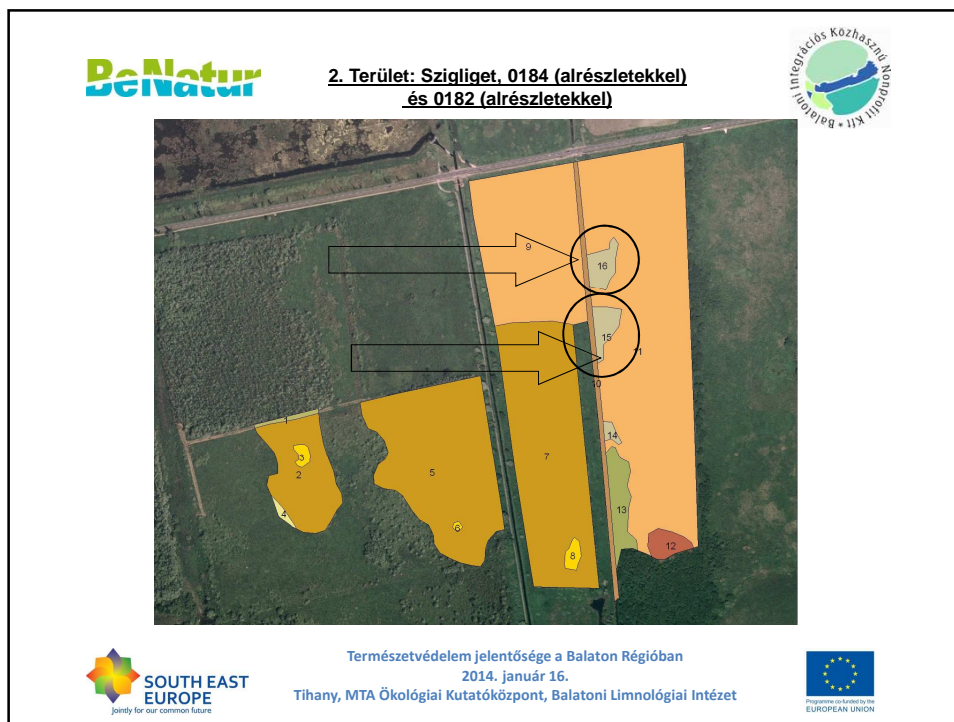 BeNatur
2. Terület: Szigliget, 0184 (alrészletekkel)
és 0182 (alrészletekkel)
Balatoni Integrációs Közhasznú Nonprofit Kft *
9
16
15
11
10
14
1
3
2
4
5
6
7
8
13
12
SOUTH EAST
EUROPE
Jointly for our common future
Természetvédelem jelentősége a Balaton Régióban
2014. január 16.
Tihany, MTA Ökológiai Kutatóközpont, Balatoni Limnológiai Intézet
Programme co-funded by the
EUROPEAN UNION